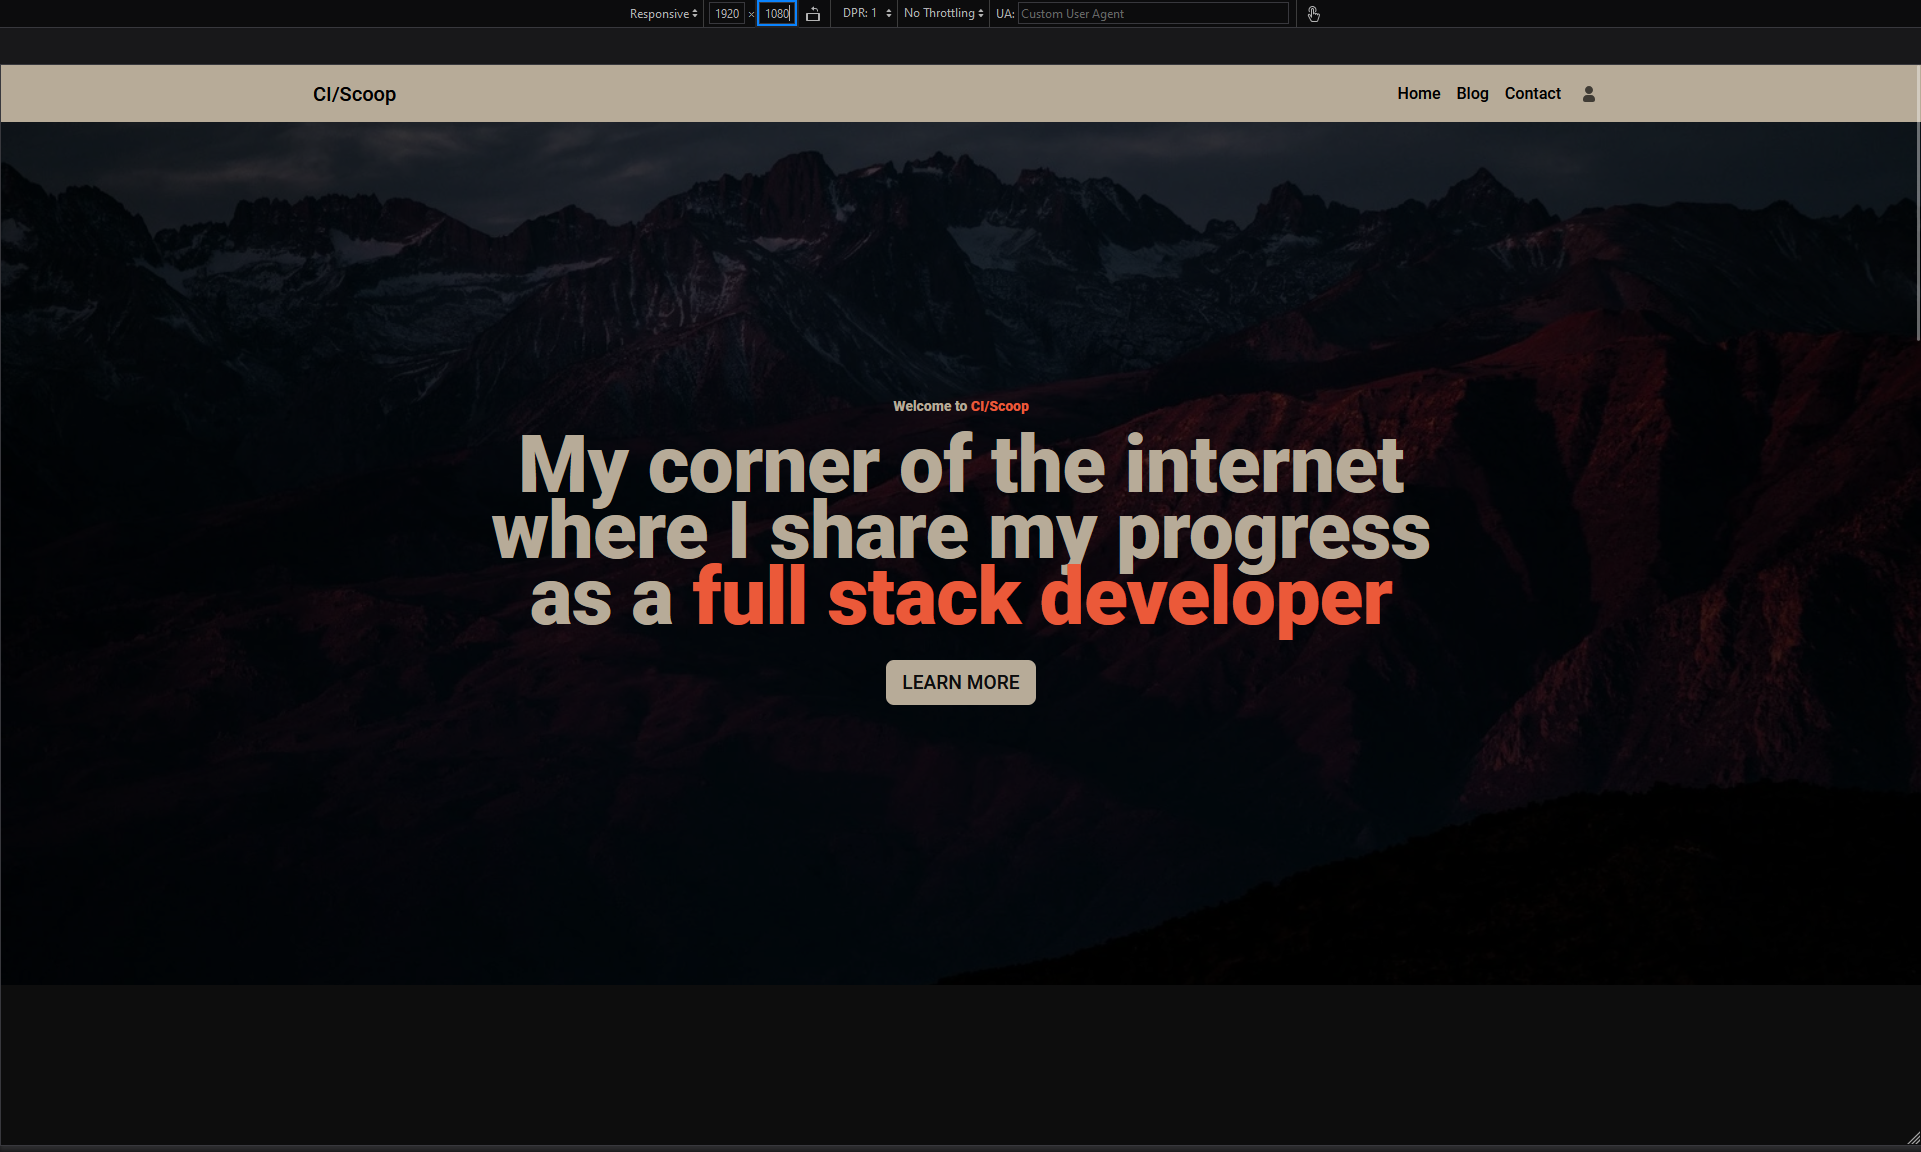 Responsive 1920 × 1080 DPR: 1 No Throttling UA: Custom User Agent
CI/Scoop Home Blog Contact
Welcome to CI/Scoop
My corner of the internet
where I share my progress
as a full stack developer
LEARN MORE